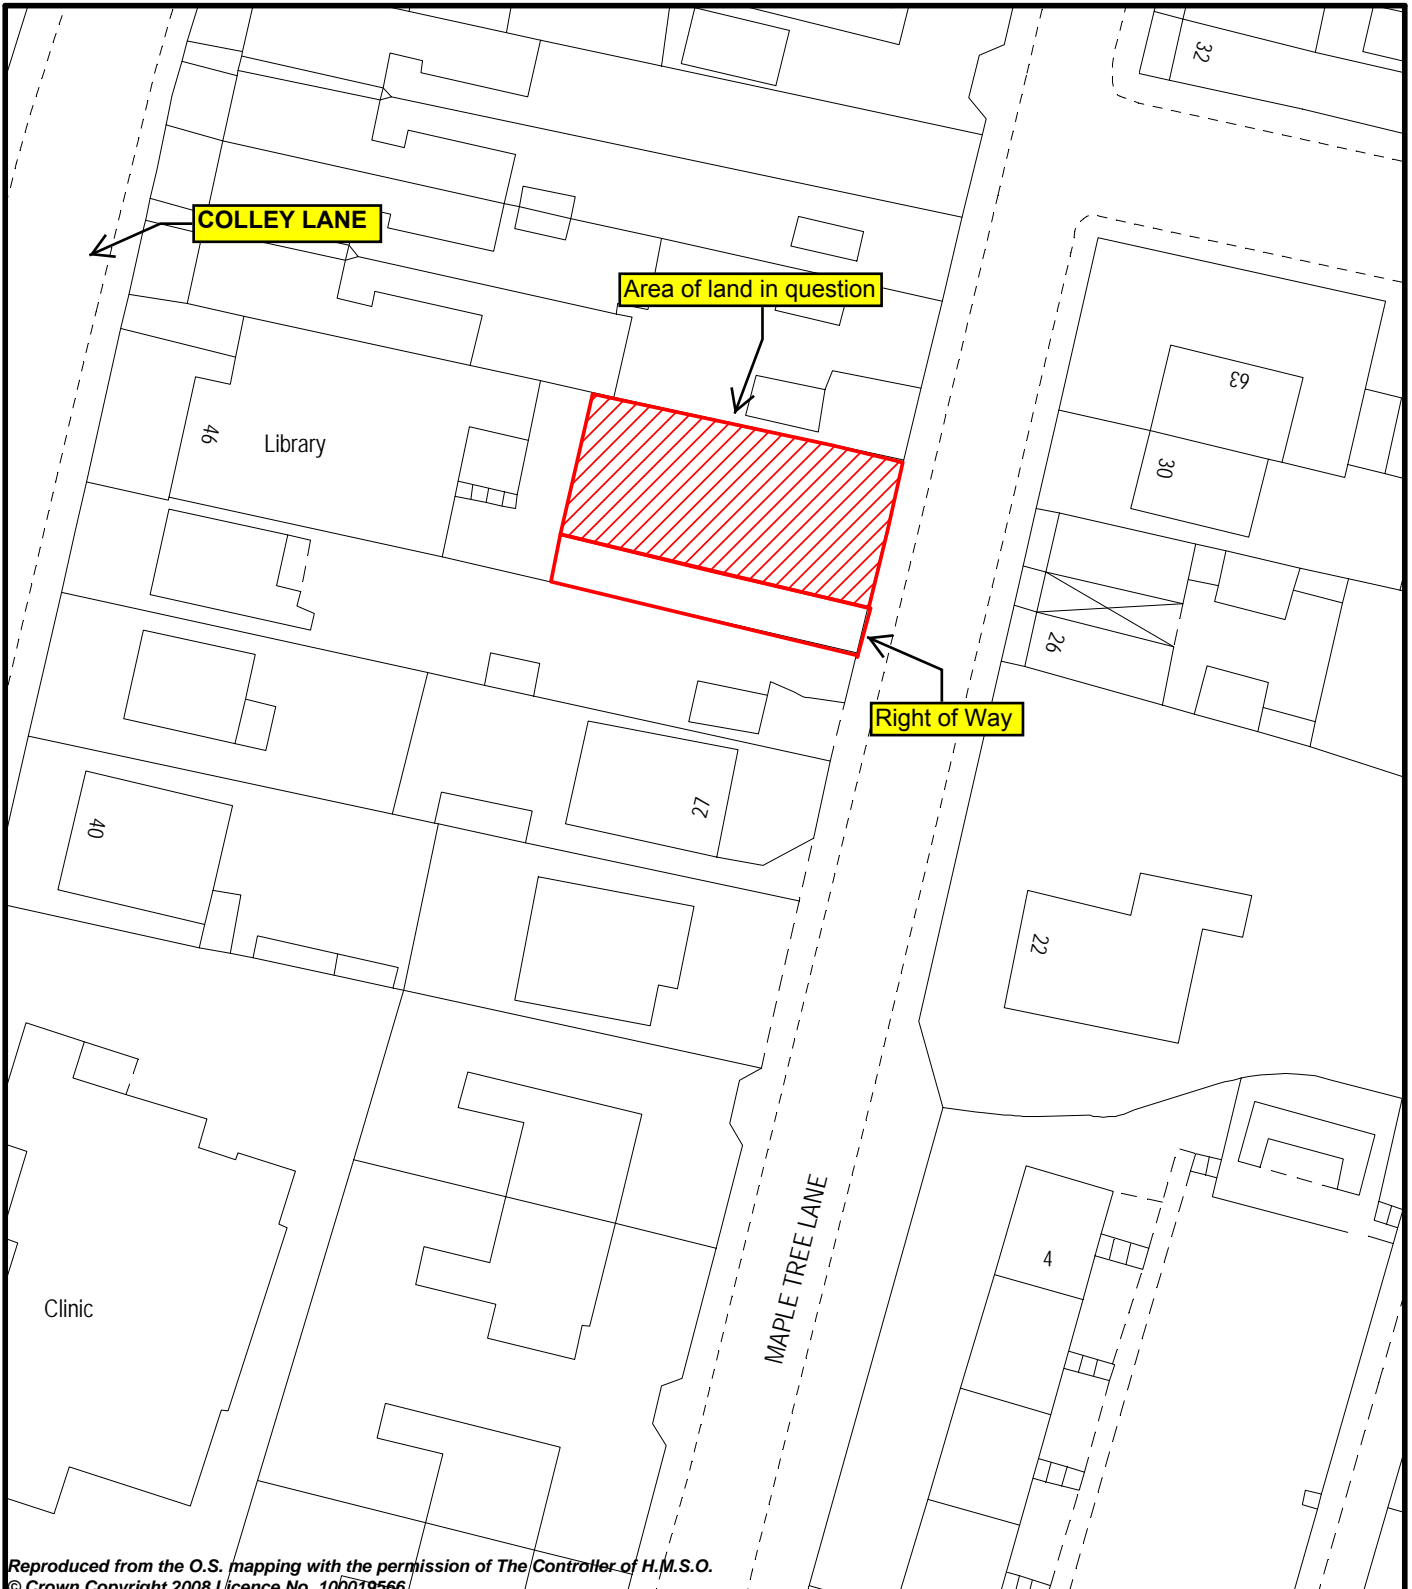 32
COLLEY LANE
Area of land in question
63
46
Library
30
26
Right of Way
27
40
22
MAPLE TREE LANE
4
Clinic
Reproduced from the O.S. mapping with the permission of The Controller of H.M.S.O.
© Crown Copyright 2008 Licence No. 100019566